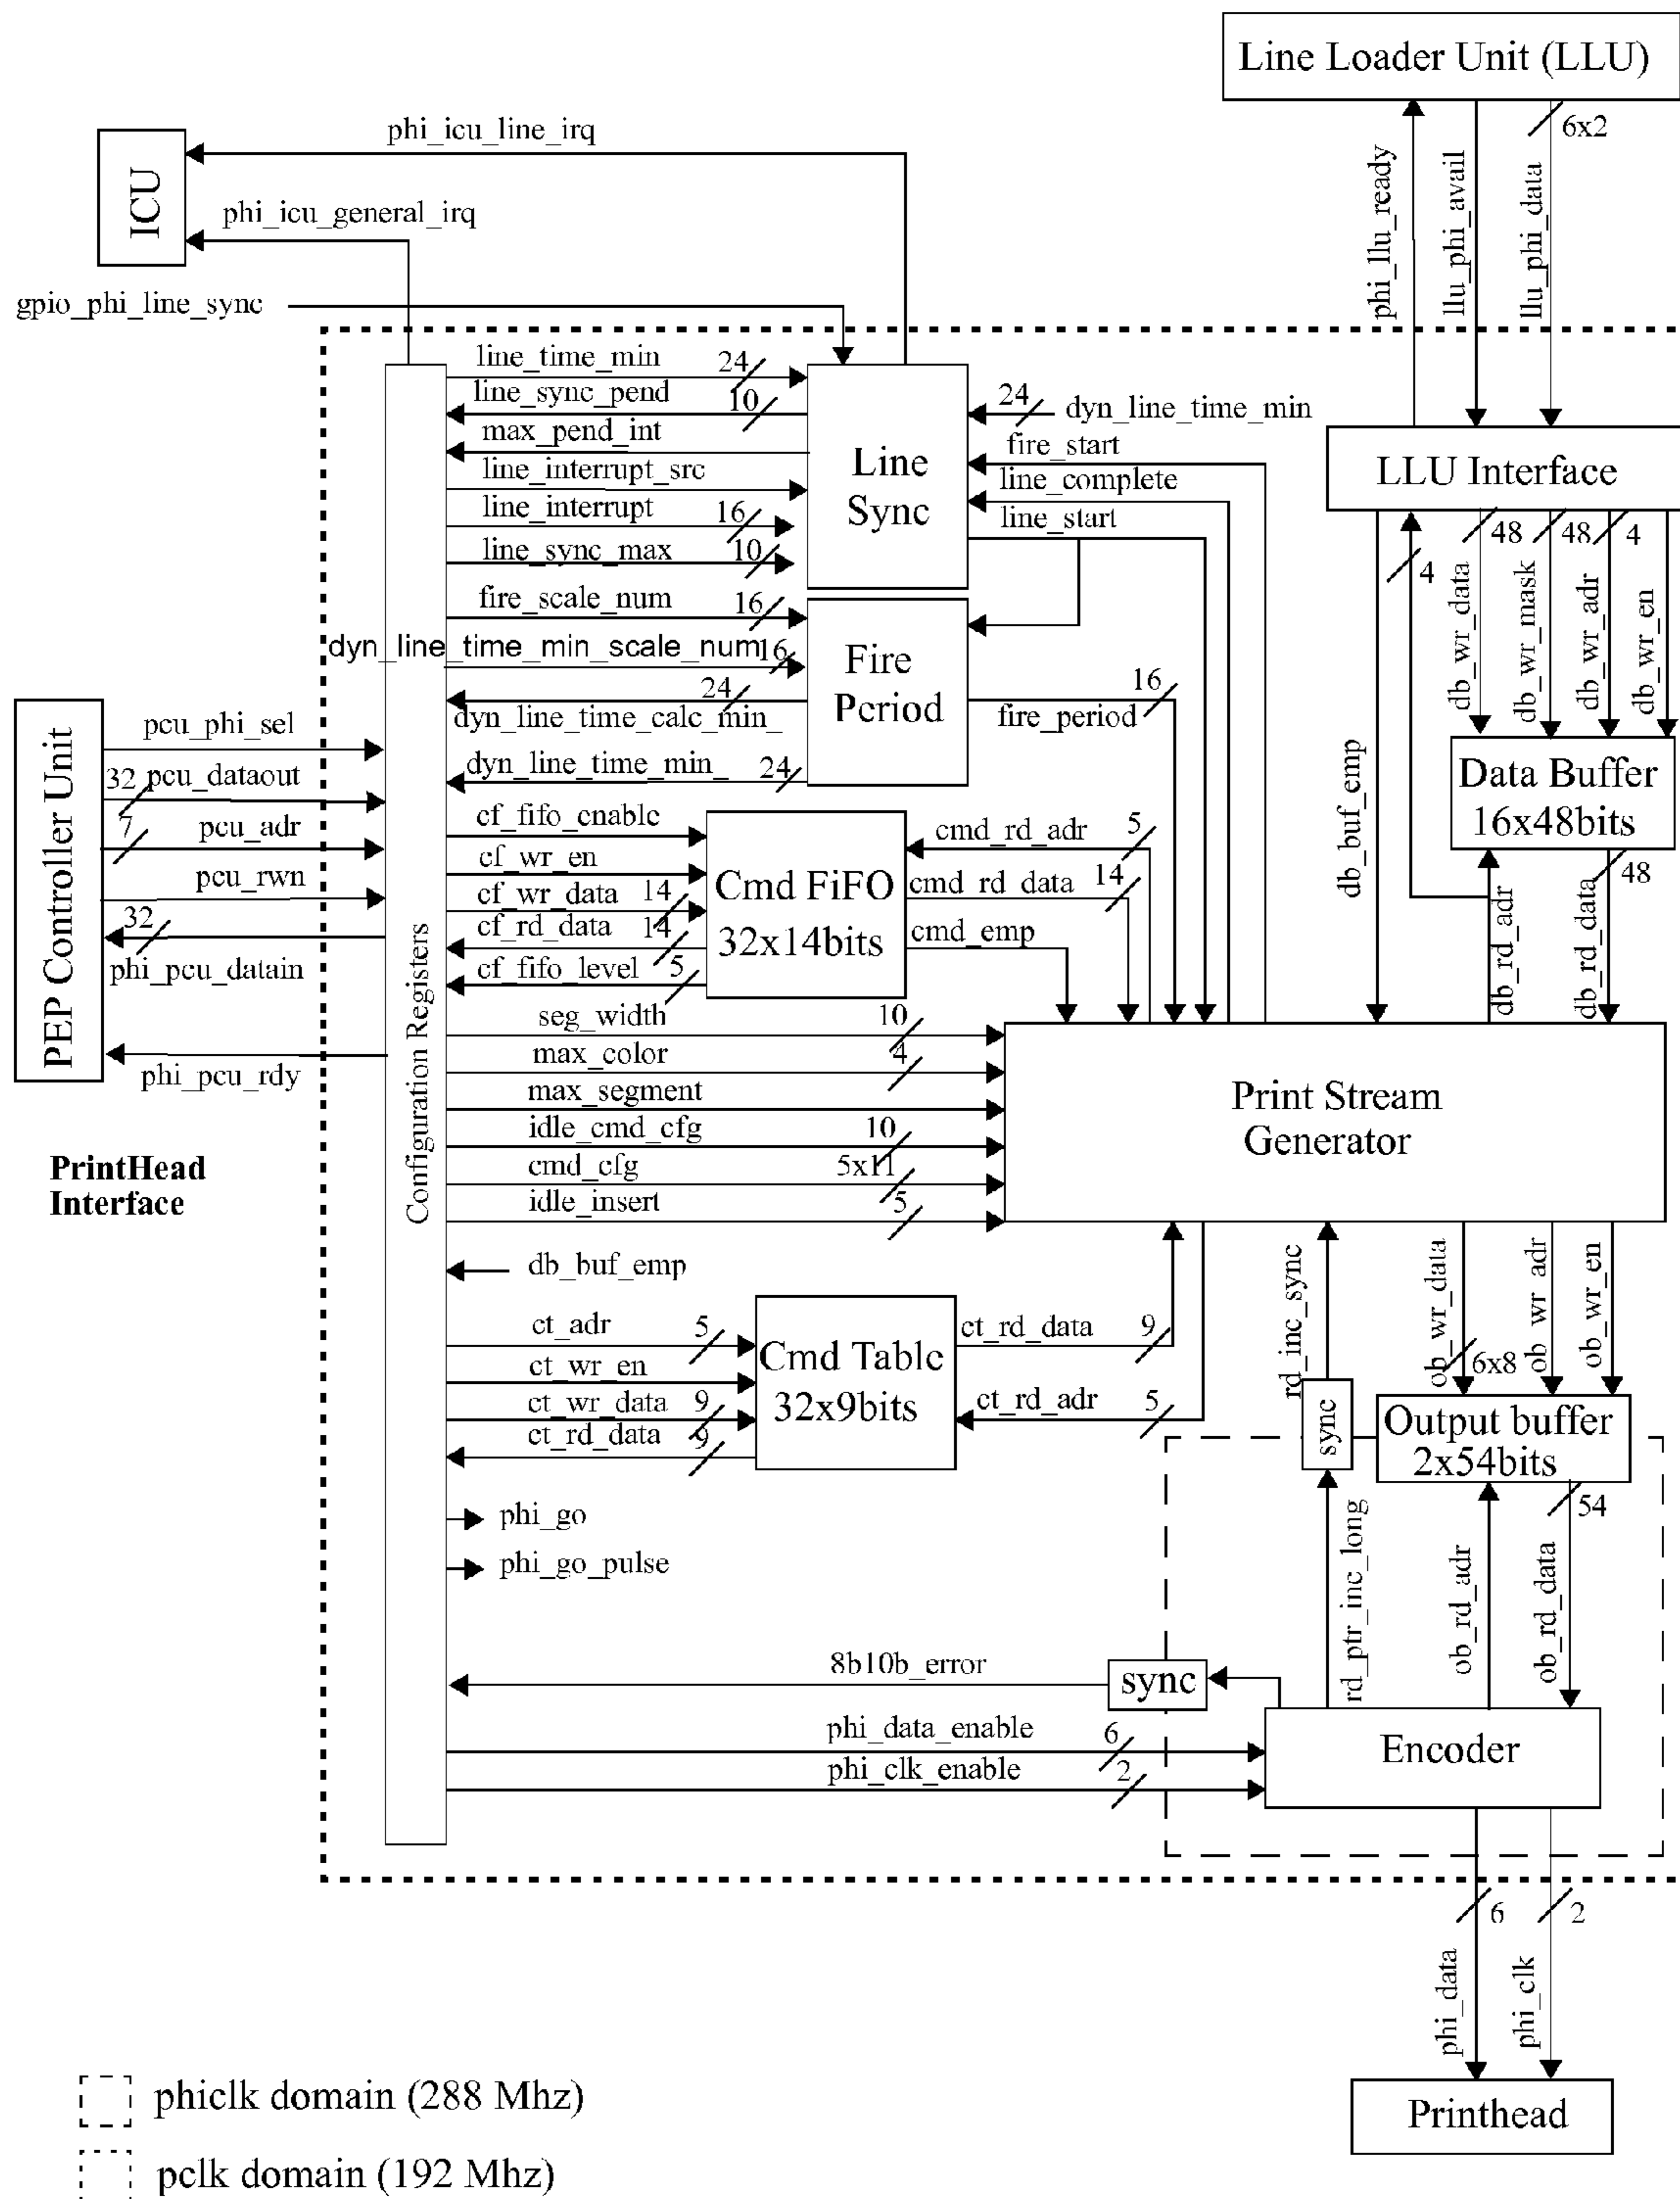 Line Loader Unit (LLU)
6x2
phi_llu_ready
llu_phi_avail
llu_phi_data
ICU
phi_icu_line_irq
phi_icu_general_irq
gpio_phi_line_sync
line_time_min
24
line_sync_pend
10
max_pend_int
line_interrupt_src
line_interrupt
16
line_sync_max
10
Line
Sync
24
dyn_line_time_min
fire_start
line_complete
line_start
LLU Interface
4
48
48
4
db_wr_data
db_wr_mask
db_wr_adr
db_wr_en
db_buf_emp
fire_scale_num
16
dyn_line_time_min_scale_num
16
24
dyn_line_time_calc_min_
dyn_line_time_min_
24
Fire
Period
16
fire_period
Data Buffer
16x48bits
48
db_rd_adr
db_rd_data
PEP Controller Unit
pcu_phi_sel
32
pcu_dataout
7
pcu_adr
pcu_rwn
32
phi_pcu_datain
phi_pcu_rdy
Configuration Registers
cf_fifo_enable
cf_wr_en
cf_wr_data
14
cf_rd_data
14
cf_fifo_level
5
Cmd FiFO
32x14bits
cmd_rd_adr
5
cmd_rd_data
14
cmd_emp
seg_width
10
max_color
4
max_segment
idle_cmd_cfg
10
cmd_cfg
5x11
idle_insert
5
Print Stream
Generator
PrintHead
Interface
db_buf_emp
ct_adr
5
ct_wr_en
ct_wr_data
9
ct_rd_data
9
Cmd Table
32x9bits
ct_rd_data
9
ct_rd_adr
5
rd_inc_sync
sync
ob_wr_data
6x8
ob_wr_adr
ob_wr_en
Output buffer
2x54bits
54
rd_ptr_inc_long
ob_rd_adr
ob_rd_data
phi_go
phi_go_pulse
8b10b_error
sync
phi_data_enable
6
phi_clk_enable
2
Encoder
6
2
phi_data
phi_clk
Printhead
phiclk domain (288 Mhz)
pclk domain (192 Mhz)